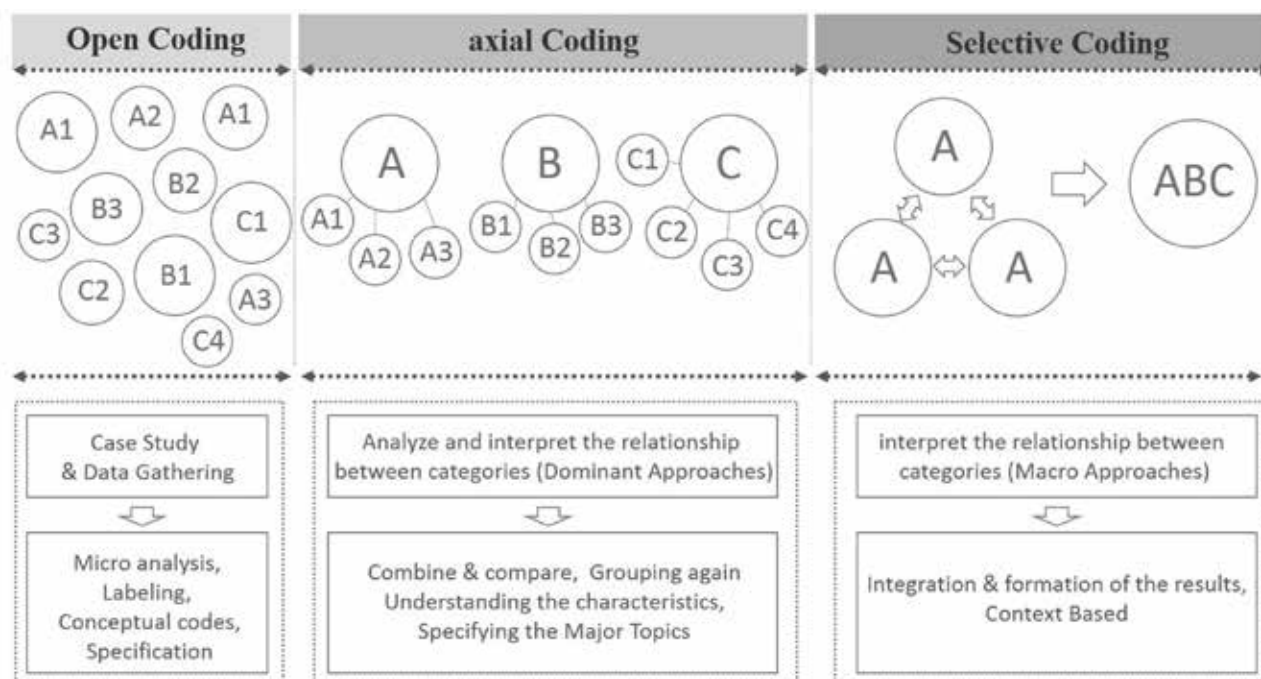 Open Coding
axial Coding
Selective Coding
A1
A2
A1
B2
B3
C1
C3
B1
C2
A3
C4
A
A1
A2
A3
B
B1
B2
B3
C
C1
C2
C3
C4
A
A
A
ABC
Case Study
& Data Gathering
Micro analysis,
Labeling,
Conceptual codes,
Specification
Analyze and interpret the relationship
between categories (Dominant Approaches)
Combine & compare, Grouping again
Understanding the characteristics,
Specifying the Major Topics
interpret the relationship between
categories (Macro Approaches)
Integration & formation of the results,
Context Based